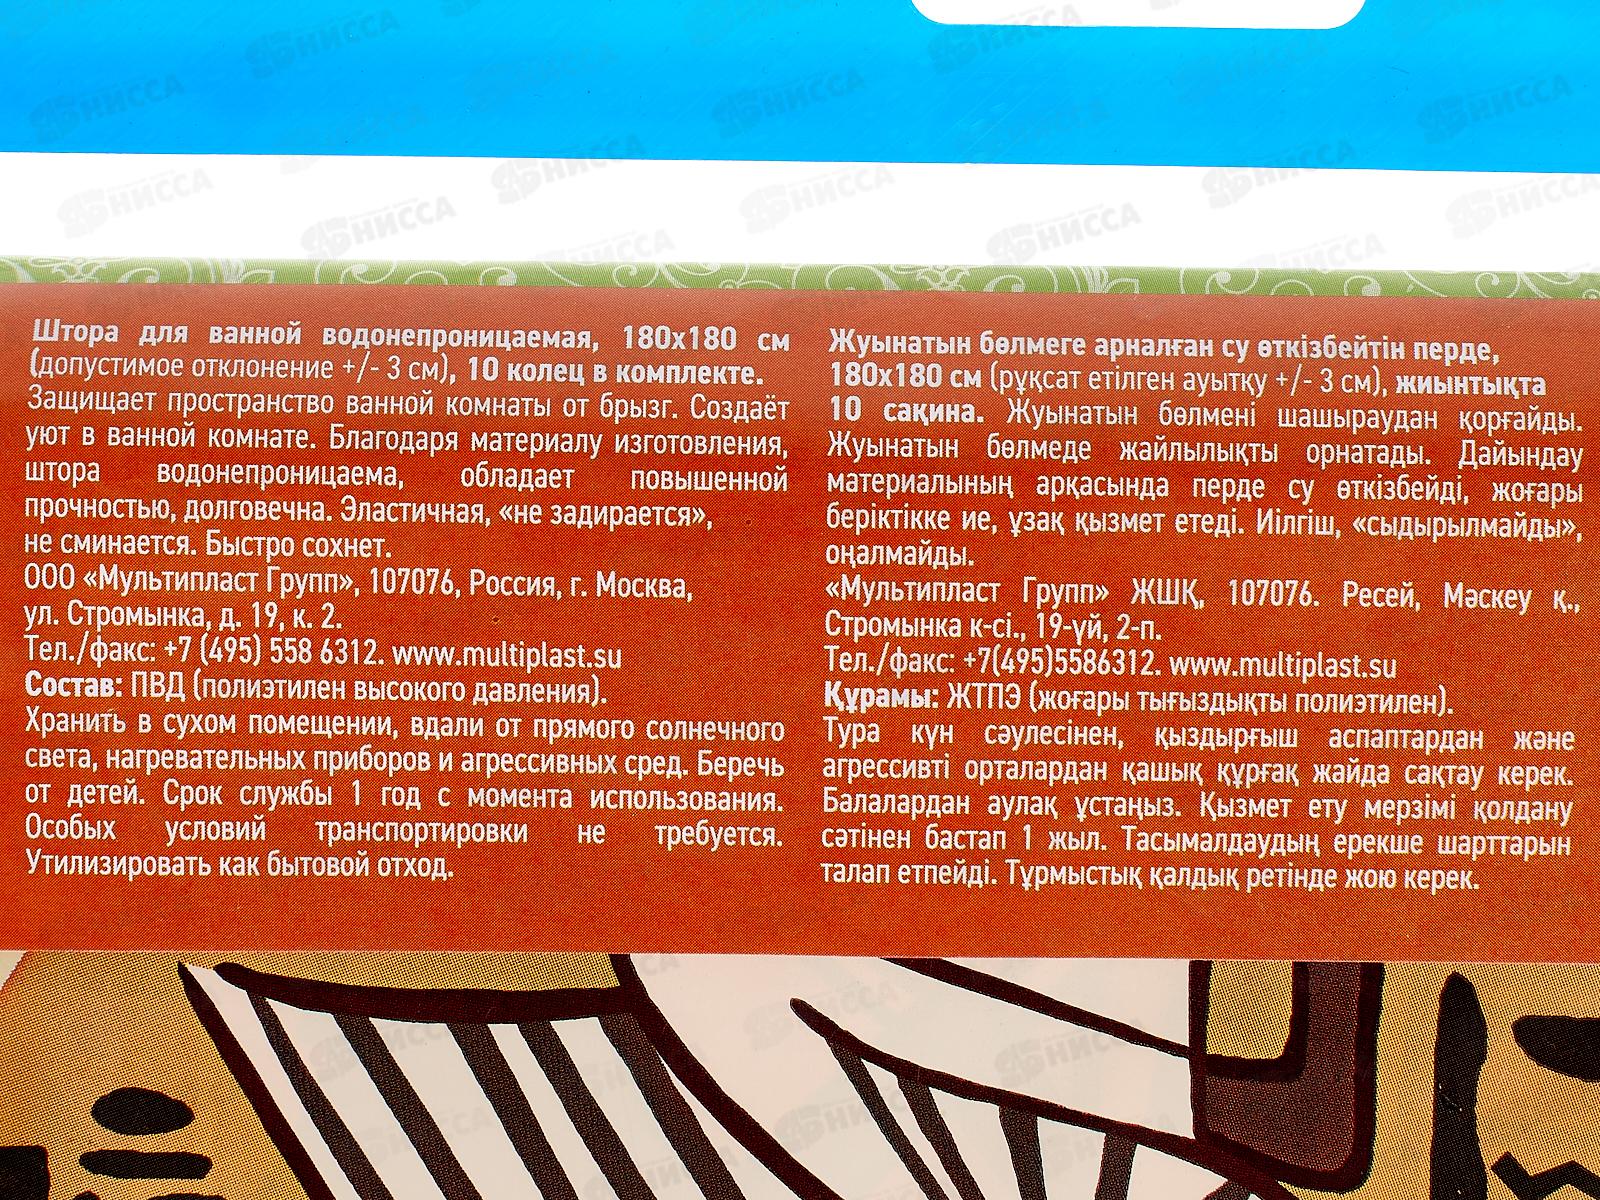 Штора для ванной водонепроницаемая, 180х180 см
(допустимое отклонение +/- 3 см), 10 колец в комплекте.
Защищает пространство ванной комнаты от брызг. Создаёт
уют в ванной комнате. Благодаря материалу изготовления,
штора водонепроницаема, обладает повышенной
прочностью, долговечна. Эластичная, «не задирается»,
не сминается. Быстро сохнет.
ООО «Мультипласт Групп», 107076, Россия, г. Москва,
ул. Стромынка, д. 19, к. 2.
Тел./факс: +7 (495) 558 6312. www.multiplast.su
Состав: ПВД (полиэтилен высокого давления).
Хранить в сухом помещении, вдали от прямого солнечного
света, нагревательных приборов и агрессивных сред. Беречь
от детей. Срок службы 1 год с момента использования.
Особых условий транспортировки не требуется.
Утилизировать как бытовой отход.
Жуынатын бөлмеге арналған су өткізбейтін перде,
180х180 см (рұқсат етілген ауытқу +/- 3 см), жиынтықта
10 сақина. Жуынатын бөлмені шашыраудан қорғайды.
Жуынатын бөлмеде жайлылықты орнатады. Дайындау
материалының арқасында перде су өткізбейді, жоғары
беріктікке ие, ұзақ қызмет етеді. Иілгіш, «сыдырылмайды»,
оңалмайды.
«Мультипласт Групп» ЖШҚ, 107076. Ресей, Мәскеу қ.,
Стромынка к-сі., 19-үй, 2-п.
Тел./факс: +7(495)5586312. www.multiplast.su
Құрамы: ЖТПЭ (жоғары тығыздықты полиэтилен).
Тура күн сәулесінен, қыздырғыш аспаптардан және
агрессивті орталардан қашық құрғақ жайда сақтау керек.
Балалардан аулақ ұстаңыз. Қызмет ету мерзімі қолдану
сәтінен бастап 1 жыл. Тасымалдаудың ерекше шарттарын
талап етпейді. Тұрмыстық қалдық ретінде жою керек.
НИССА